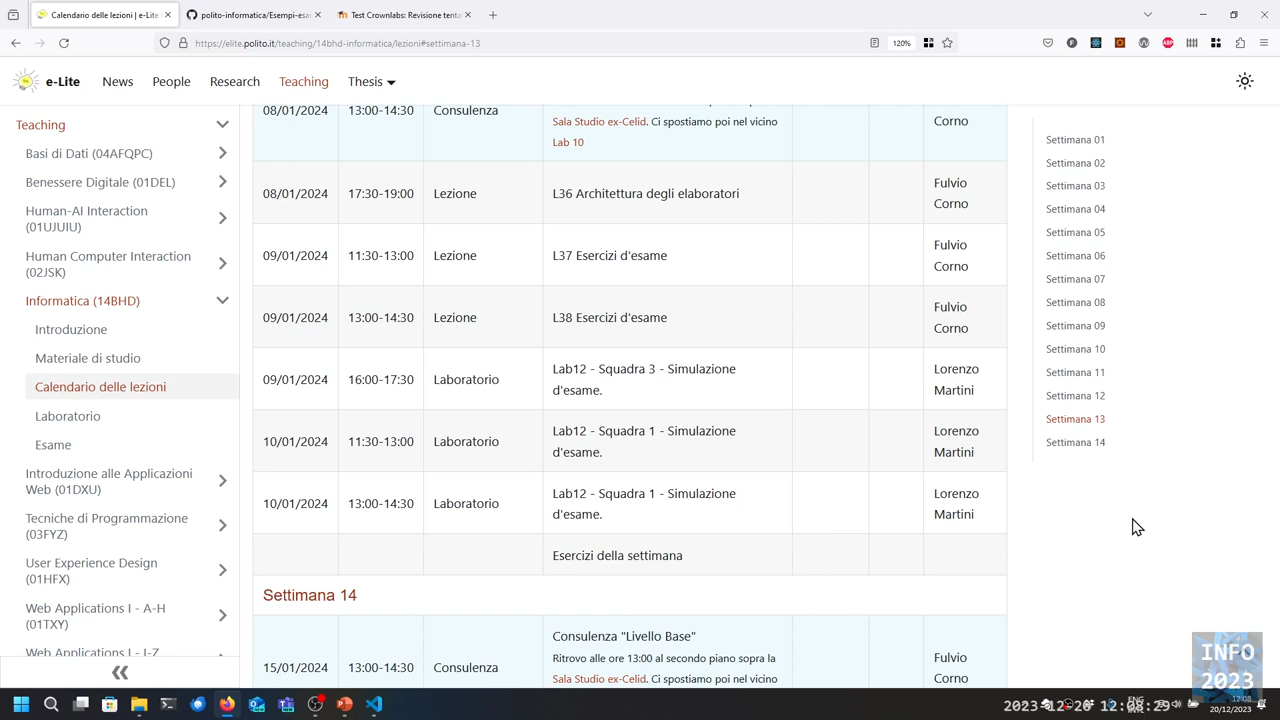 Calendario delle lezioni | e-Lite
polito-informatica/Esempi-esa
Test Crownlabs: Revisione tenta
https://elite.polito.it/teaching/14bhd-informatica/lezioni#settimana-13
120%
e-Lite
News
People
Research
Teaching
Thesis
Teaching
Basi di Dati (04AFQPC)
Benessere Digitale (01DEL)
Human-AI Interaction
(01UJUIU)
Human Computer Interaction
(02JSK)
Informatica (14BHD)
Introduzione
Materiale di studio
Calendario delle lezioni
Laboratorio
Esame
Introduzione alle Applicazioni
Web (01DXU)
Tecniche di Programmazione
(03FYZ)
User Experience Design
(01HFX)
Web Applications I - A-H
(01TXY)
Web Applications I - I-Z
08/01/2024 13:00-14:30 Consulenza
Sala Studio ex-Celid. Ci spostiamo poi nel vicino
Lab 10
Corno
08/01/2024 17:30-19:00 Lezione L36 Architettura degli elaboratori Fulvio
Corno
09/01/2024 11:30-13:00 Lezione L37 Esercizi d'esame Fulvio
Corno
09/01/2024 13:00-14:30 Lezione L38 Esercizi d'esame Fulvio
Corno
09/01/2024 16:00-17:30 Laboratorio Lab12 - Squadra 3 - Simulazione
d'esame. Lorenzo
Martini
10/01/2024 11:30-13:00 Laboratorio Lab12 - Squadra 1 - Simulazione
d'esame. Lorenzo
Martini
10/01/2024 13:00-14:30 Laboratorio Lab12 - Squadra 1 - Simulazione
d'esame. Lorenzo
Martini
Esercizi della settimana
Settimana 14
15/01/2024 13:00-14:30 Consulenza Consulenza "Livello Base"
Ritrovo alle ore 13:00 al secondo piano sopra la
Sala Studio ex-Celid. Ci spostiamo poi nel vicino
Fulvio
Corno
Settimana 01
Settimana 02
Settimana 03
Settimana 04
Settimana 05
Settimana 06
Settimana 07
Settimana 08
Settimana 09
Settimana 10
Settimana 11
Settimana 12
Settimana 13
Settimana 14
INFO
2023
2023-12-20 12:08:29
ENG
12:08
20/12/2023